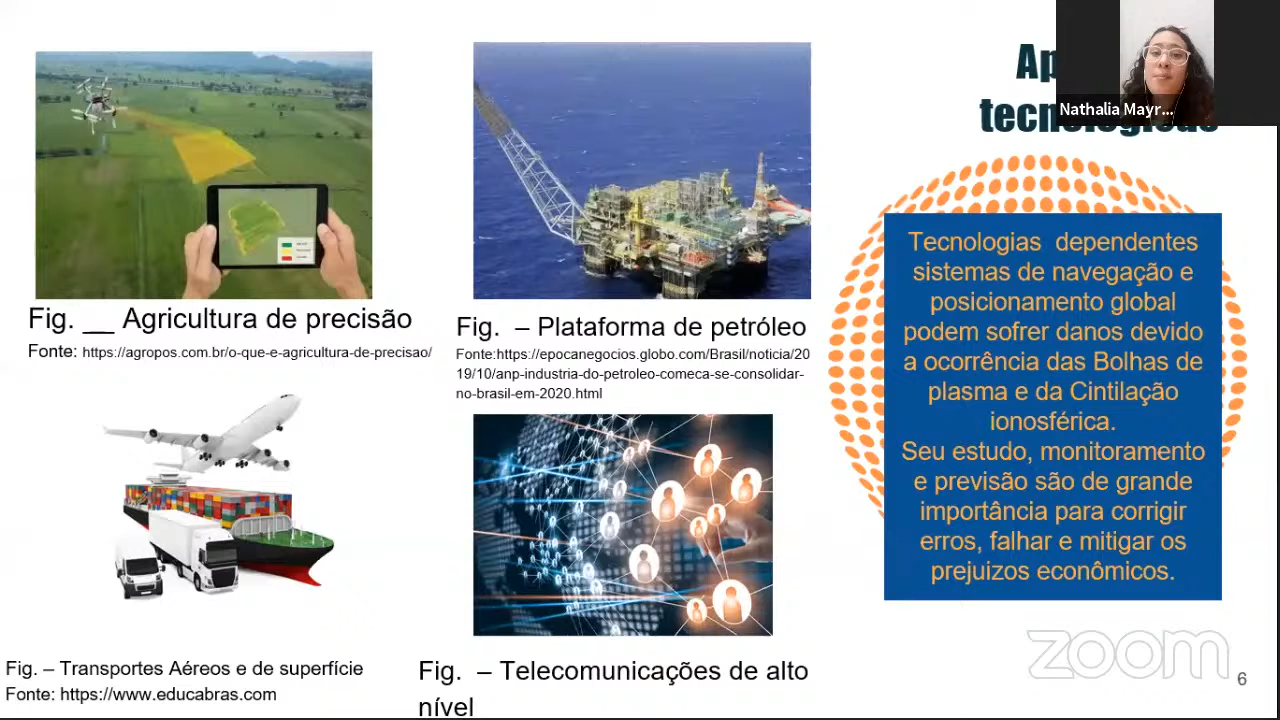 Nathalia Mayr...
Fig. __ Agricultura de precisão
Fonte: https://agropos.com.br/o-que-e-agricultura-de-precisao/
Fig. – Plataforma de petróleo
Fonte:https://epocanegocios.globo.com/Brasil/noticia/20
19/10/anp-industria-do-petroleo-comeca-se-consolidar-
no-brasil-em-2020.html
Fig. – Transportes Aéreos e de superfície
Fonte: https://www.educabras.com
Fig. – Telecomunicações de alto
nível
Tecnologias dependentes
sistemas de navegação e
posicionamento global
podem sofrer danos devido
a ocorrência das Bolhas de
plasma e da Cintilação
ionosférica.
Seu estudo, monitoramento
e previsão são de grande
importância para corrigir
erros, falhar e mitigar os
prejuizos econômicos.
zoom
6